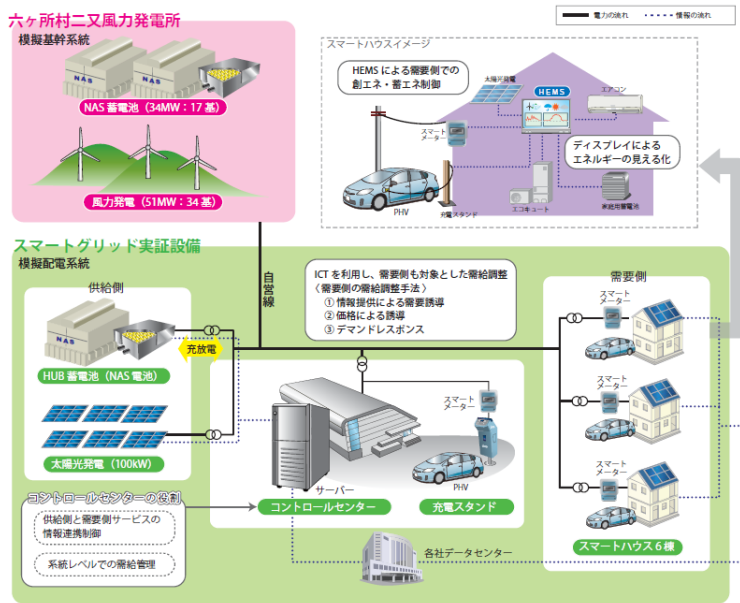 六ヶ所村二又風力発電所
模擬基幹系統
NAS
NAS
NAS 蓄電池（34MW：17 基）
風力発電（51MW：34 基）
電力の流れ
情報の流れ
スマートハウスイメージ
HEMS による需要側での
創エネ・蓄エネ制御
太陽光発電
HEMS
エアコン
スマート
メーター
ディスプレイによる
エネルギーの見える化
PHV
充電スタンド
エコキュート
家庭用蓄電池
スマートグリッド実証設備
模擬配電系統
自営線
供給側
NAS
充放電
HUB 蓄電池（NAS 電池）
太陽光発電（100kW）
ICT を利用し、需要側も対象とした需給調整
〈需要側の需給調整手法〉
① 情報提供による需要誘導
② 価格による誘導
③ デマンドレスポンス
需要側
スマート
メーター
スマート
メーター
スマート
メーター
スマートハウス 6 棟
スマート
メーター
サーバー
PHV
コントロールセンター
充電スタンド
コントロールセンターの役割
供給側と需要側サービスの
情報連携制御
系統レベルでの需給管理
各社データセンター